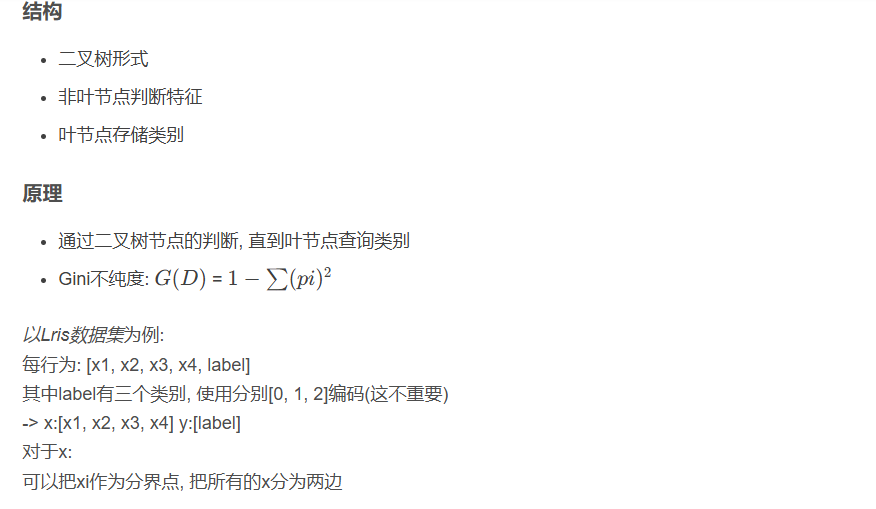 结构
• 二叉树形式
• 非叶节点判断特征
• 叶节点存储类别
原理
• 通过二叉树节点的判断, 直到叶节点查询类别
• Gini不纯度: G(D) = 1 − ∑(pi)²
以Lris数据集为例:
每行为: [x1, x2, x3, x4, label]
其中label有三个类别, 使用分别[0, 1, 2]编码(这不重要)
-> x:[x1, x2, x3, x4] y:[label]
对于x:
可以把xi作为分界点, 把所有的x分为两边